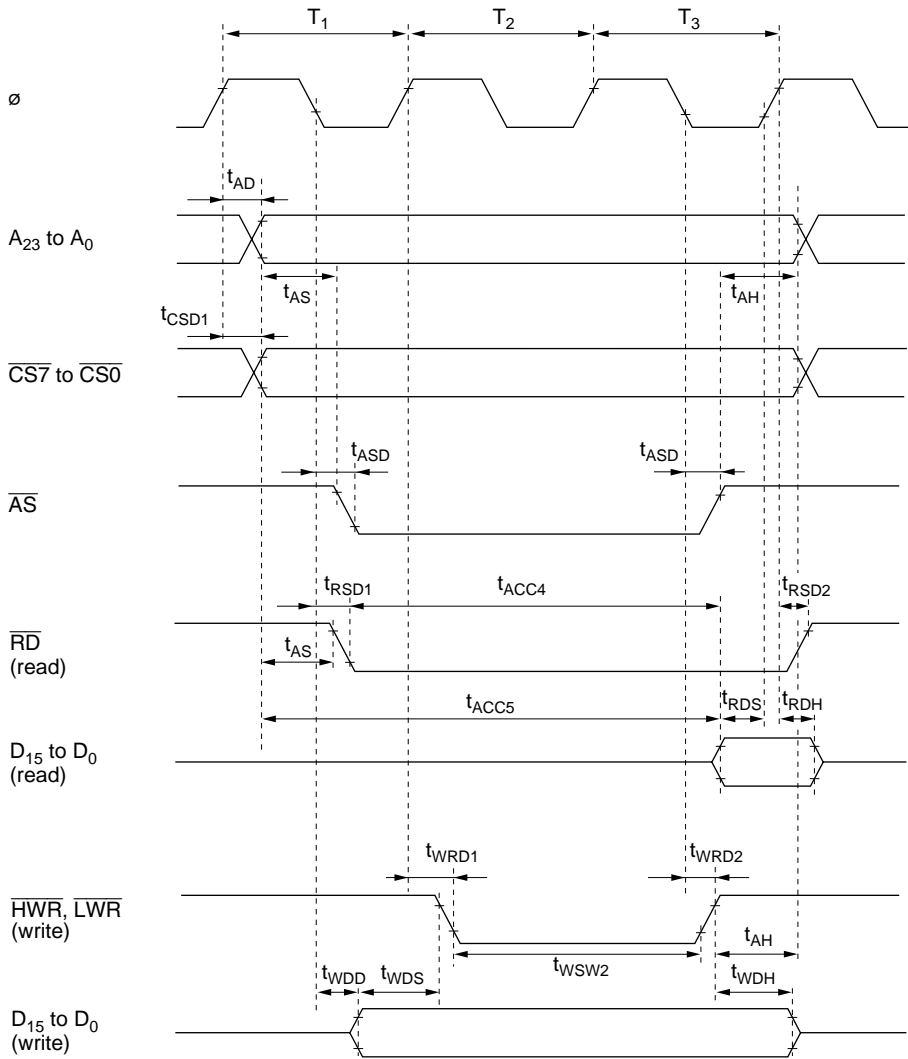 T1 T2 T3
ø
tAD
A23 to A0
tAS tAH
tCSD1
CS7 to CS0
tASD tASD
AS
tRSD1 tACC4 tRSD2
RD
(read)
tAS
tACC5 tRDS tRDH
D15 to D0
(read)
tWRD1 tWRD2
HWR, LWR
(write)
tAH
tWSW2
tWDD tWDS tWDH
D15 to D0
(write)